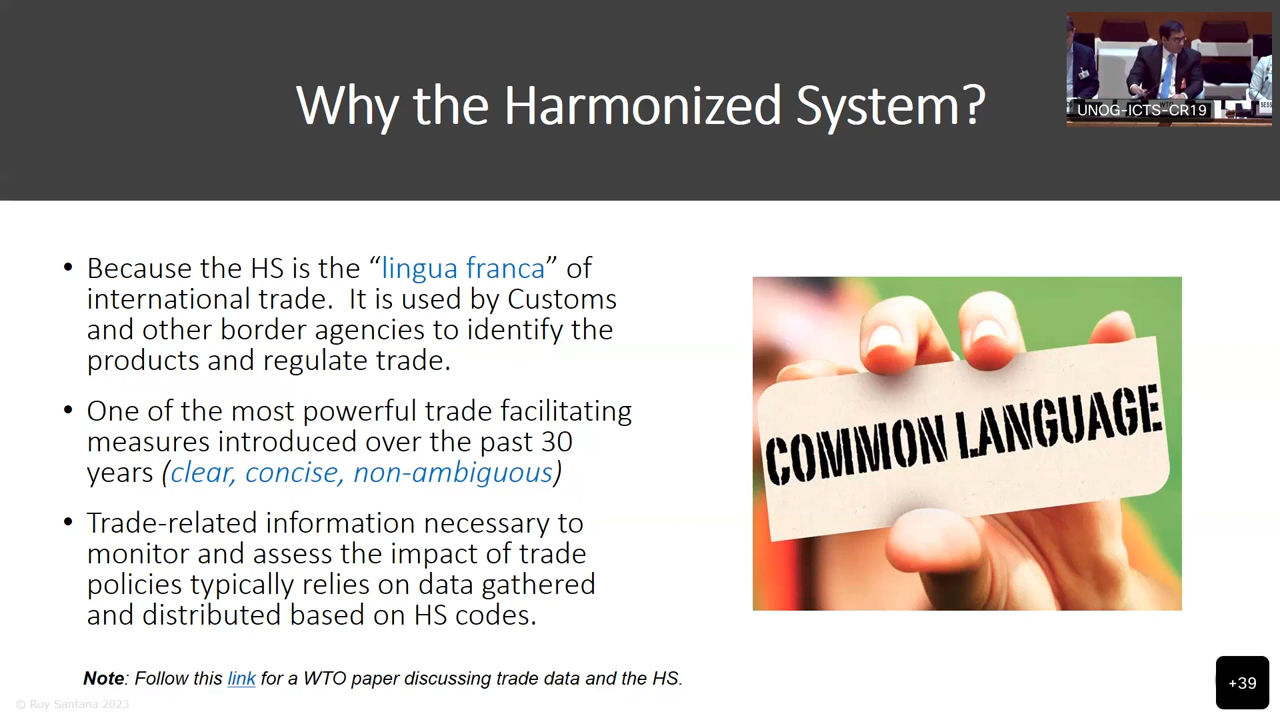 Why the Harmonized System?
UNOG-ICTS-CR19
• Because the HS is the “lingua franca” of
international trade.  It is used by Customs
and other border agencies to identify the
products and regulate trade.
• One of the most powerful trade facilitating
measures introduced over the past 30
years (clear, concise, non-ambiguous)
• Trade-related information necessary to
monitor and assess the impact of trade
policies typically relies on data gathered
and distributed based on HS codes.
COMMON LANGUAGE
Note: Follow this link for a WTO paper discussing trade data and the HS.
+39
© Roy Santana 2023